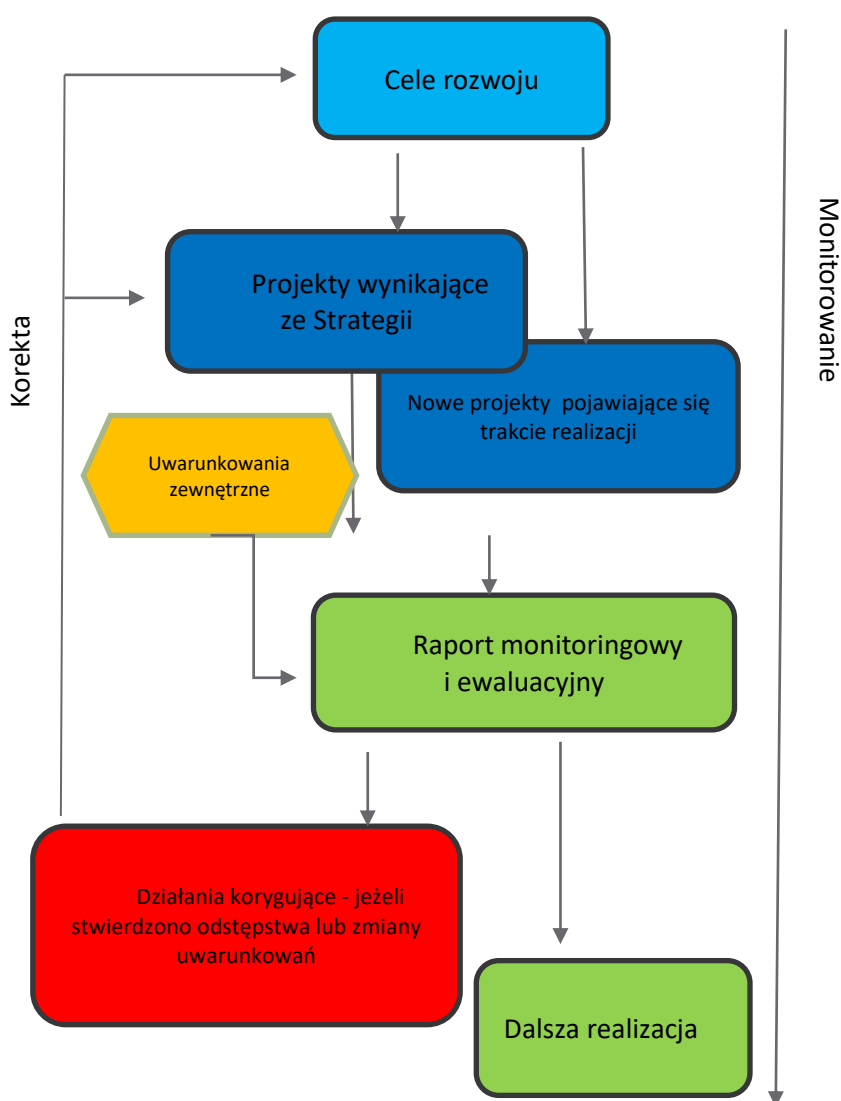 Cele rozwoju
Monitorowanie
Projekty wynikające
ze Strategii
Korekta
Nowe projekty  pojawiające się
trakcie realizacji
Uwarunkowania
zewnętrzne
Raport monitoringowy
i ewaluacyjny
Działania korygujące - jeżeli
stwierdzono odstępstwa lub zmiany
uwarunkowań
Dalsza realizacja